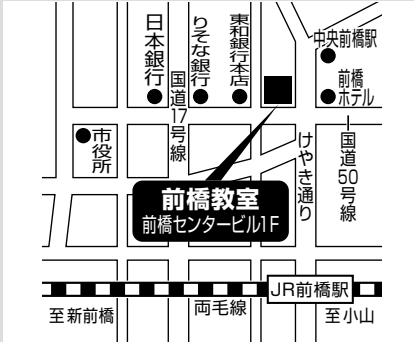 日本銀行
りそな銀行
東和銀行本店
中央前橋駅
前橋
ホテル
国道17号線
市役所
けやき通り
国道50号線
前橋教室
前橋センタービル1F
JR前橋駅
両毛線
至新前橋
至小山